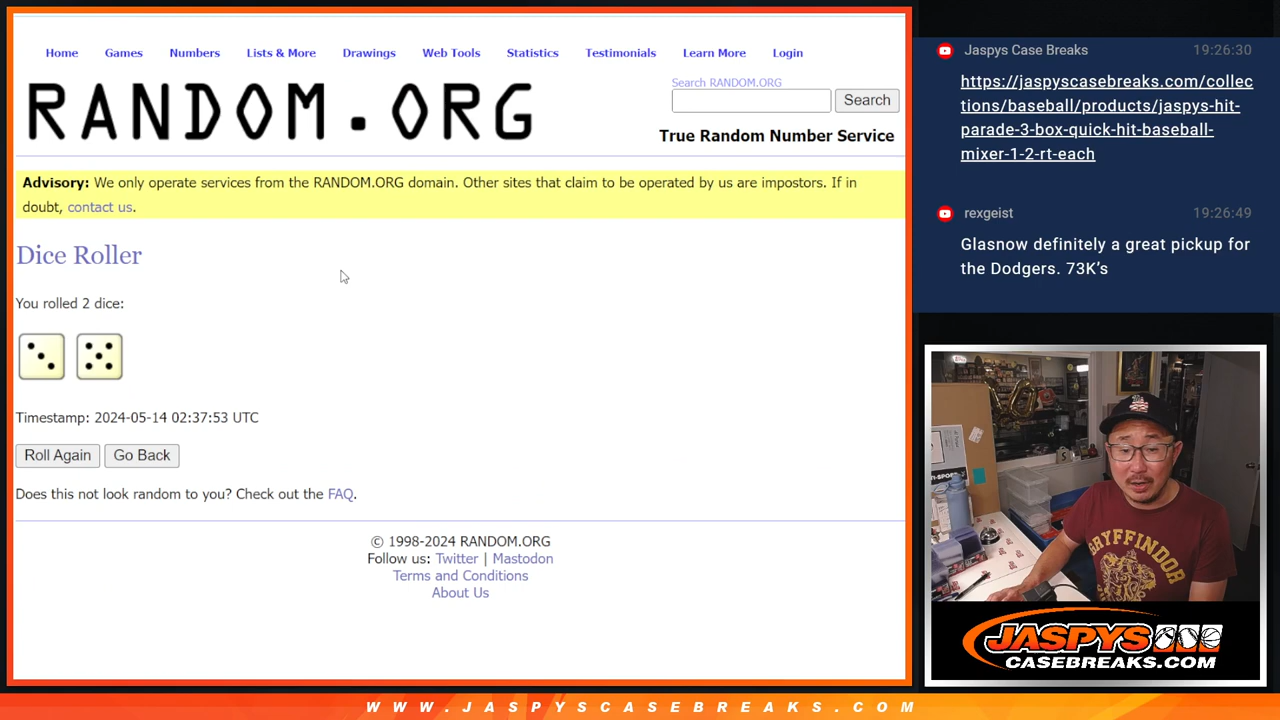 Home Games Numbers Lists & More Drawings Web Tools Statistics Testimonials Learn More Login
Search RANDOM.ORG
RANDOM.ORG
Search
True Random Number Service
Advisory: We only operate services from the RANDOM.ORG domain. Other sites that claim to be operated by us are impostors. If in
doubt, contact us.
Dice Roller
You rolled 2 dice:
Timestamp: 2024-05-14 02:37:53 UTC
Roll Again Go Back
Does this not look random to you? Check out the FAQ.
© 1998-2024 RANDOM.ORG
Follow us: Twitter | Mastodon
Terms and Conditions
About Us
Jaspys Case Breaks 19:26:30
https://jaspyscasebreaks.com/collec
tions/baseball/products/jaspys-hit-
parade-3-box-quick-hit-baseball-
mixer-1-2-rt-each
rexgeist 19:26:49
Glasnow definitely a great pickup for
the Dodgers. 73K’s
GRYFFINDOR
JASPYS
CASEBREAKS.COM
WWW.JASPYSCASEBREAKS.COM